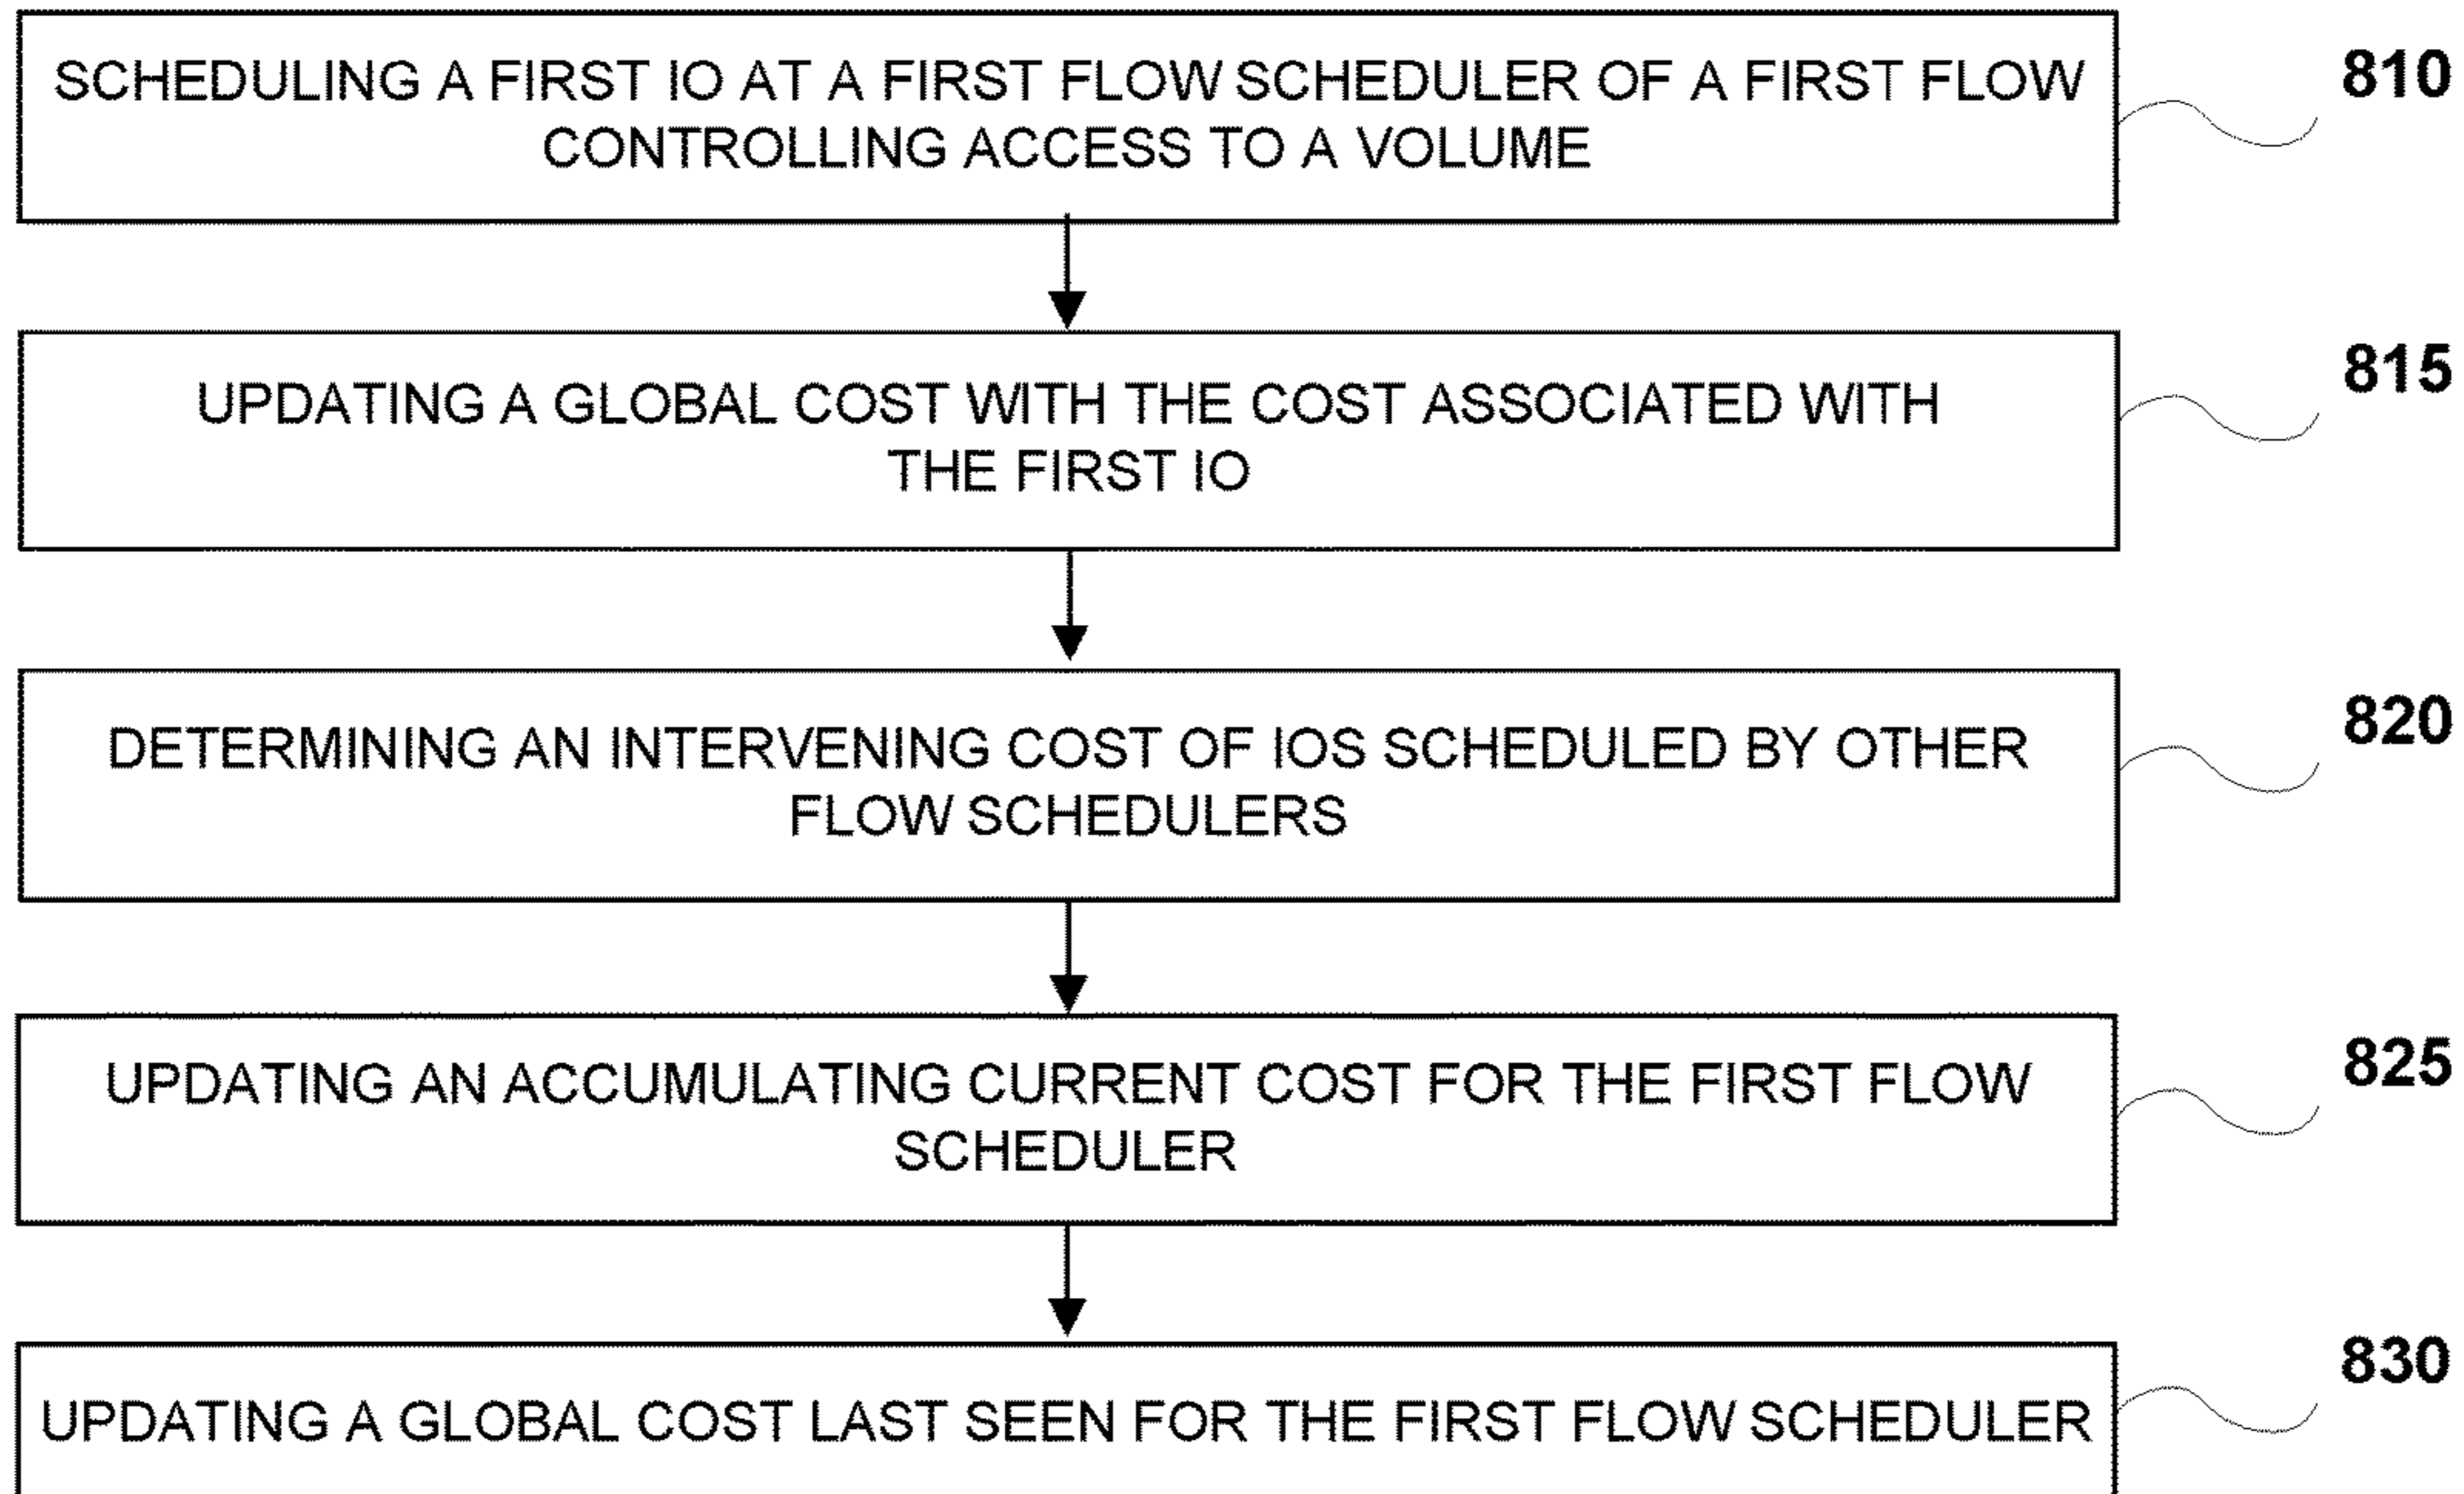 SCHEDULING A FIRST IO AT A FIRST FLOW SCHEDULER OF A FIRST FLOW
CONTROLLING ACCESS TO A VOLUME
810
UPDATING A GLOBAL COST WITH THE COST ASSOCIATED WITH
THE FIRST IO
815
DETERMINING AN INTERVENING COST OF IOS SCHEDULED BY OTHER
FLOW SCHEDULERS
820
UPDATING AN ACCUMULATING CURRENT COST FOR THE FIRST FLOW
SCHEDULER
825
UPDATING A GLOBAL COST LAST SEEN FOR THE FIRST FLOW SCHEDULER
830